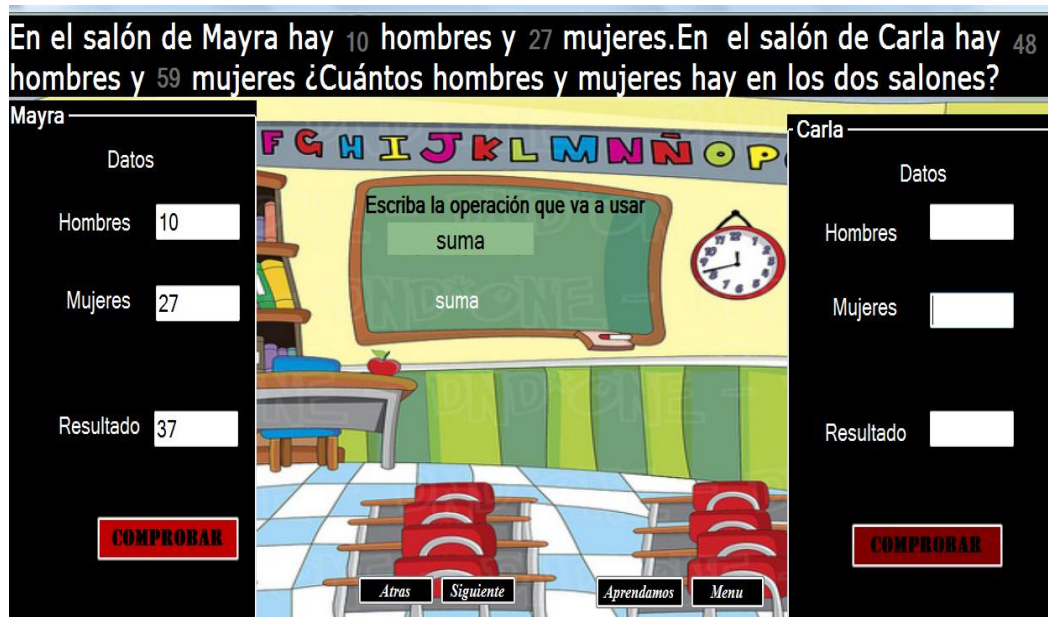 En el salón de Mayra hay 10 hombres y 27 mujeres.En el salón de Carla hay 48
hombres y 59 mujeres ¿Cuántos hombres y mujeres hay en los dos salones?
Mayra
Datos
Hombres 10
Mujeres 27
Resultado 37
COMPROBAR
F G H I J K L M N Ñ O P
Escriba la operación que va a usar
suma
suma
Atras
Siguiente
Aprendamos
Menu
Carla
Datos
Hombres
Mujeres
Resultado
COMPROBAR